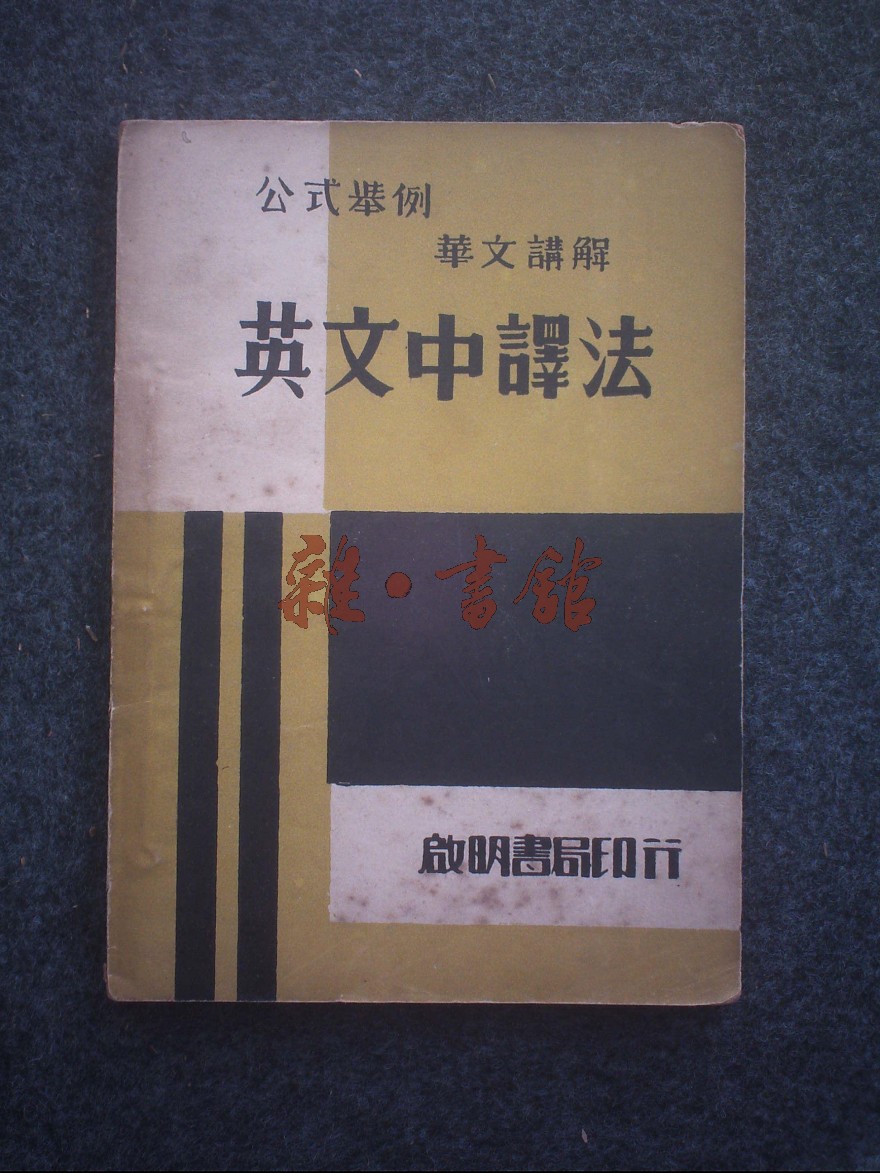 公式舉例
華文講解
英文中譯法
雜·書館
啟明書局印行